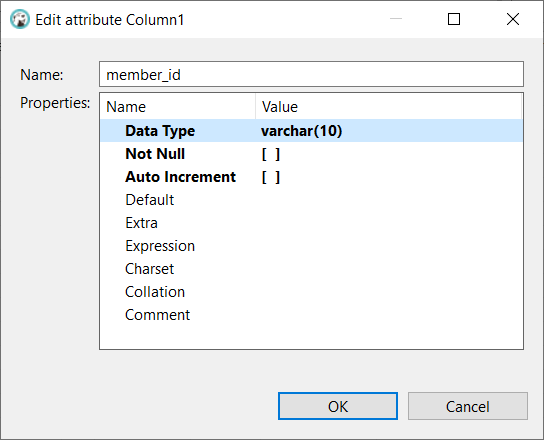 Edit attribute Column1
Name: member_id
Properties: Name Value
Data Type varchar(10)
Not Null [ ]
Auto Increment [ ]
Default
Extra
Expression
Charset
Collation
Comment
OK Cancel